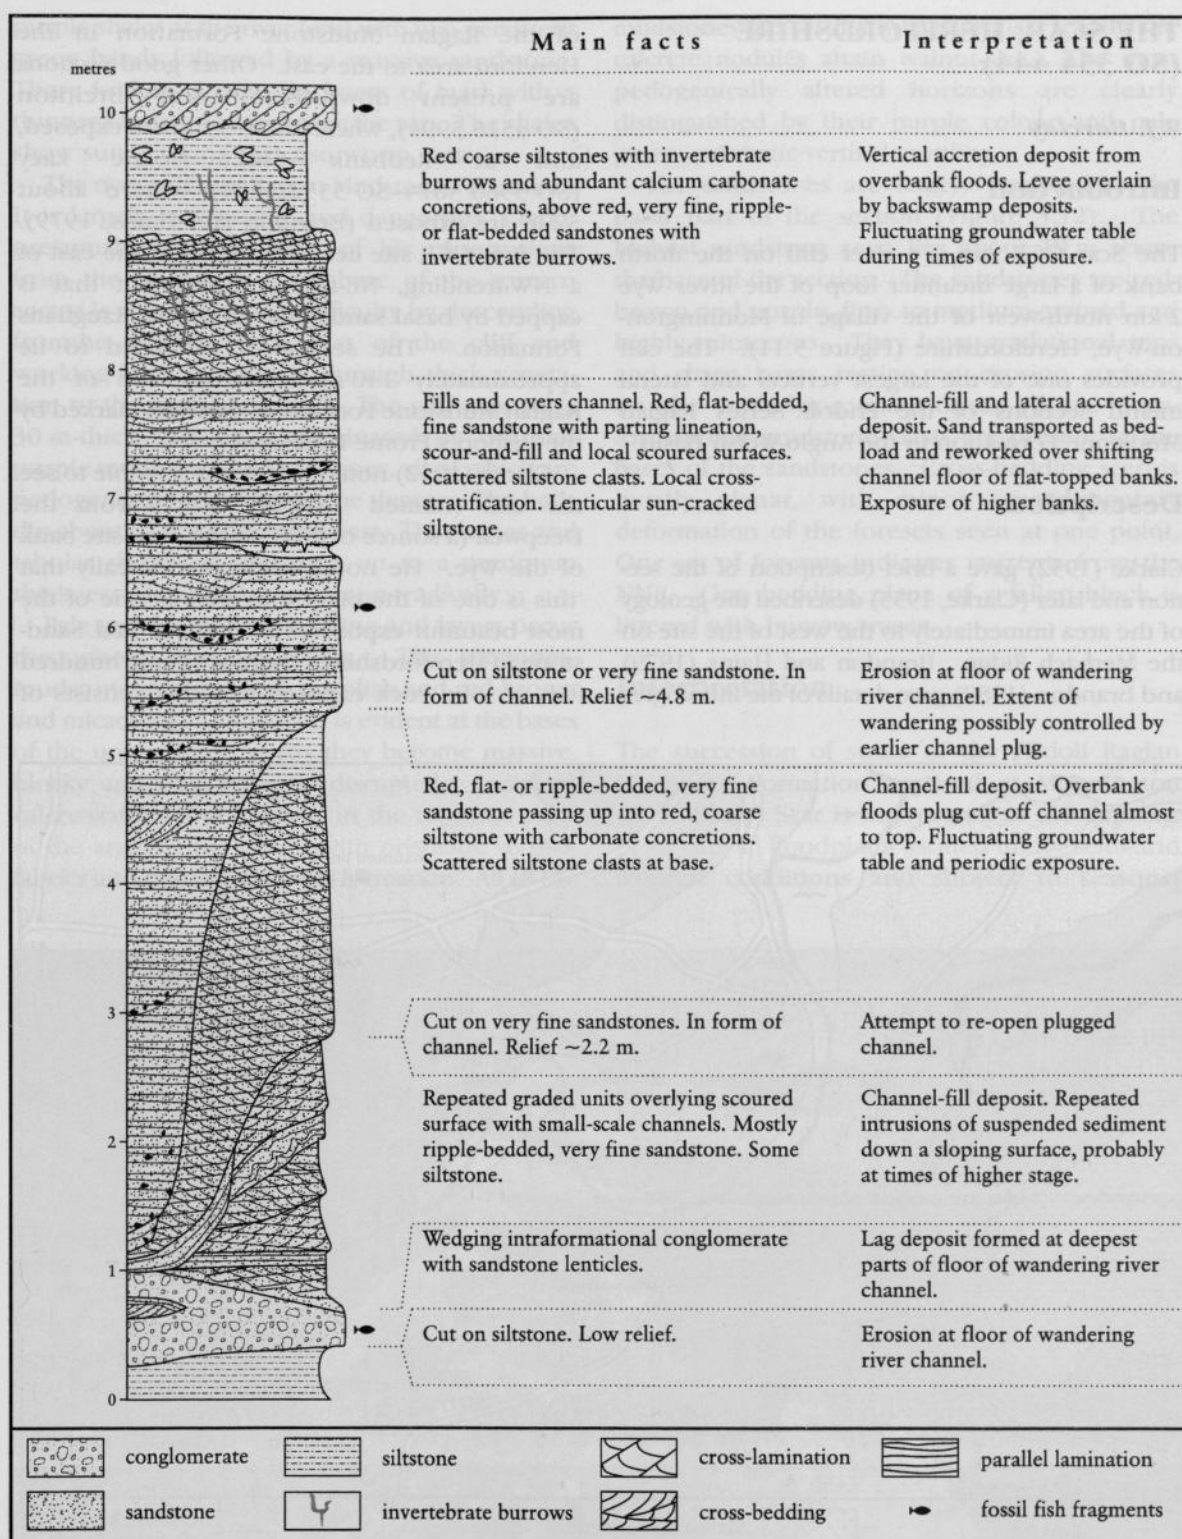 Main facts
Interpretation
metres
10
9
8
7
6
5
4
3
2
1
0
Red coarse siltstones with invertebrate
burrows and abundant calcium carbonate
concretions, above red, very fine, ripple-
or flat-bedded sandstones with
invertebrate burrows.
Vertical accretion deposit from
overbank floods. Levee overlain
by backswamp deposits.
Fluctuating groundwater table
during times of exposure.
Fills and covers channel. Red, flat-bedded,
fine sandstone with parting lineation,
scour-and-fill and local scoured surfaces.
Scattered siltstone clasts. Local cross-
stratification. Lenticular sun-cracked
siltstone.
Channel-fill and lateral accretion
deposit. Sand transported as bed-
load and reworked over shifting
channel floor of flat-topped banks.
Exposure of higher channel.
Cut on siltstone or very fine sandstone. In
form of channel. Relief ~4.8 m.
Erosion at floor of wandering
river channel. Extent of
wandering possibly controlled by
earlier channel plug.
Red, flat- or ripple-bedded, very fine
sandstone passing up into red, coarse
siltstone with carbonate concretions.
Scattered siltstone clasts at base.
Channel-fill deposit. Overbank
floods plug cut-off channel almost
to top. Fluctuating groundwater
table and periodic exposure.
Cut on very fine sandstones. In form of
channel. Relief ~2.2 m.
Attempt to re-open plugged
channel.
Repeated graded units overlying scoured
surface with small-scale channels. Mostly
ripple-bedded, very fine sandstone. Some
siltstone.
Channel-fill deposit. Repeated
intrusions of suspended sediment
down a sloping surface, probably
at times of higher stage.
Wedging intraformational conglomerate
with sandstone lenticles.
Lag deposit formed at deepest
parts of floor of wandering river
channel.
Cut on siltstone. Low relief.
Erosion at floor of wandering
river channel.
conglomerate
siltstone
cross-lamination
parallel lamination
sandstone
invertebrate burrows
cross-bedding
fossil fish fragments